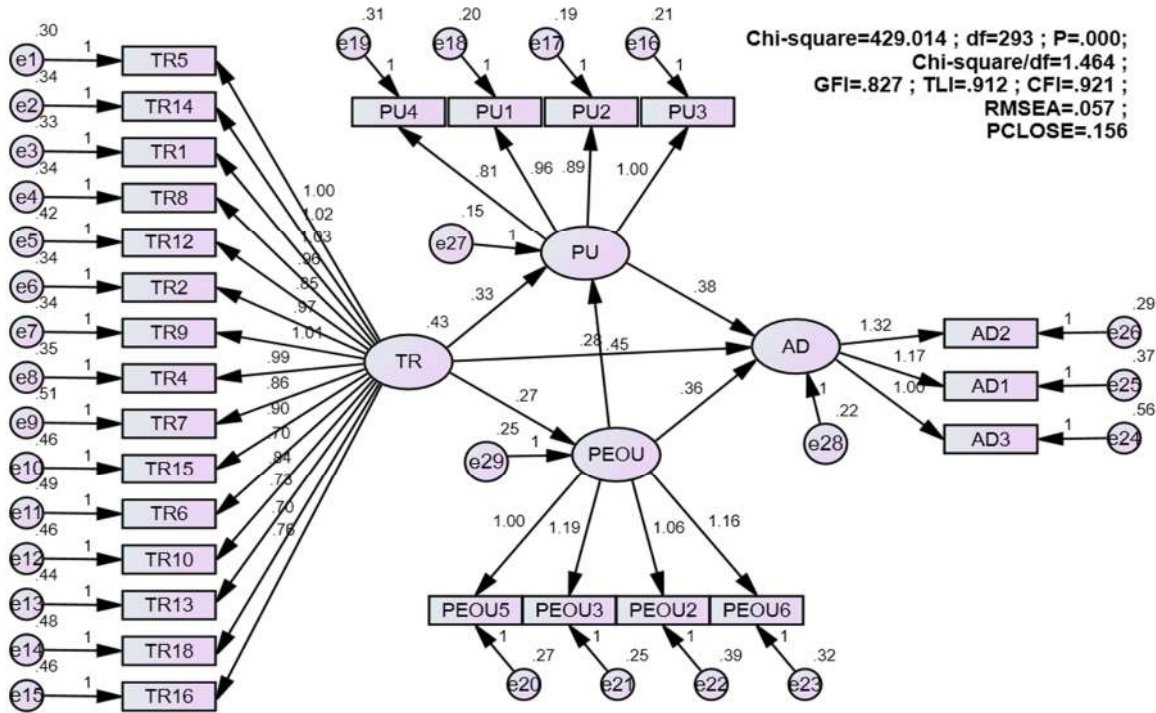 Chi-square=429.014 ; df=293 ; P=.000;
Chi-square/df=1.464 ;
GFI=.827 ; TLI=.912 ; CFI=.921 ;
RMSEA=.057 ;
PCLOSE=.156
.31 .20 .19 .21
e19 e18 e17 e16
1 1 1 1
PU4 PU1 PU2 PU3
.81 .96 .89 1.00
.30
e1 1 TR5
.34
e2 1 TR14
.33
e3 1 TR1
.34
e4 1 TR8
.42
e5 1 TR12
.34
e6 1 TR2
.34
e7 1 TR9
.35
e8 1 TR4
.51
e9 1 TR7
.46
e10 1 TR15
.49
e11 1 TR6
.46
e12 1 TR10
.44
e13 1 TR13
.48
e14 1 TR18
.46
e15 1 TR16
1.00
1.02
1.03
.96
.85
.97
1.01
.99
.86
.90
.70
.84
.73
.70
.76
.15
e27 1 PU
.43
TR
.33
.38
.28 .45
.27
.36
AD
1
.22
e28
1.32 AD2 1 .29 e26
1.17 AD1 1 .37 e25
1.00 AD3 1 .56 e24
.25
e29 1 PEOU
1.00 1.19 1.06 1.16
PEOU5 PEOU3 PEOU2 PEOU6
1 1 1 1
.27 .25 .39 .32
e20 e21 e22 e23